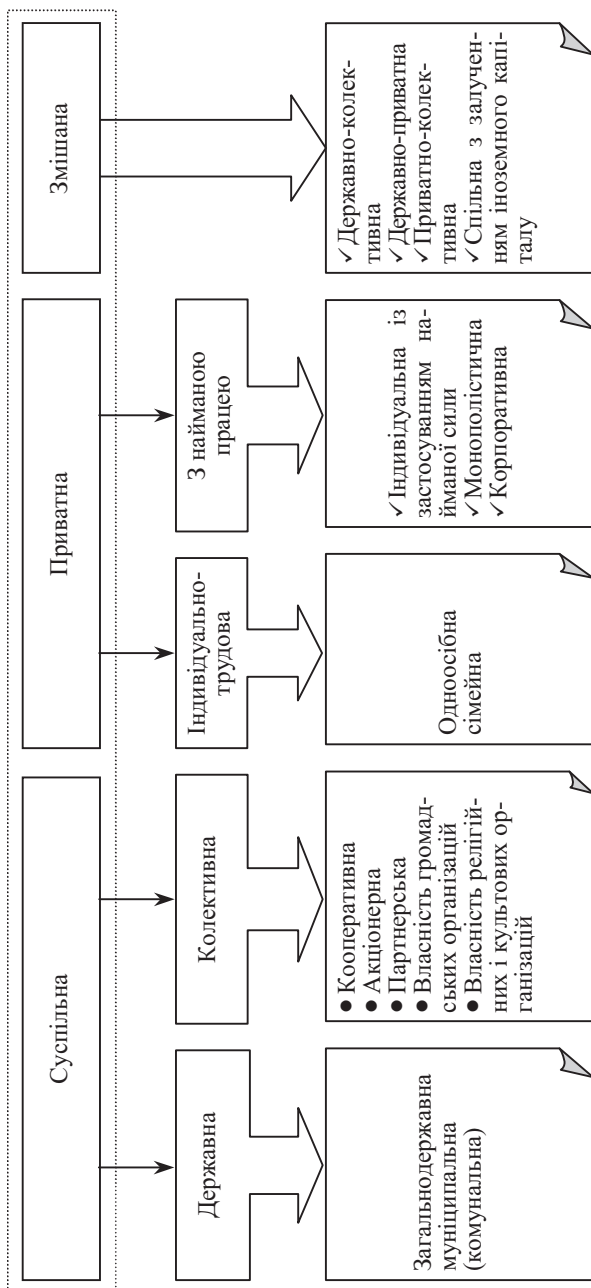 Суспільна
Приватна
Змішана
Державна
Колективна
Індивідуально-
трудова
З найманою
працею
Загальнодержавна
муніципальна
(комунальна)
● Кооперативна
● Акціонерна
● Партнерська
● Власність громад-
ських організацій
● Власність релігій-
них і культових ор-
ганізацій
Одноосібна
сімейна
✓Індивідуальна із
застосуванням на-
йманої сили
✓Монополістична
✓Корпоративна
✓Державно-колек-
тивна
✓Державно-приватна
✓Приватно-колек-
тивна
✓Спільна з залучен-
ням іноземного капі-
талу